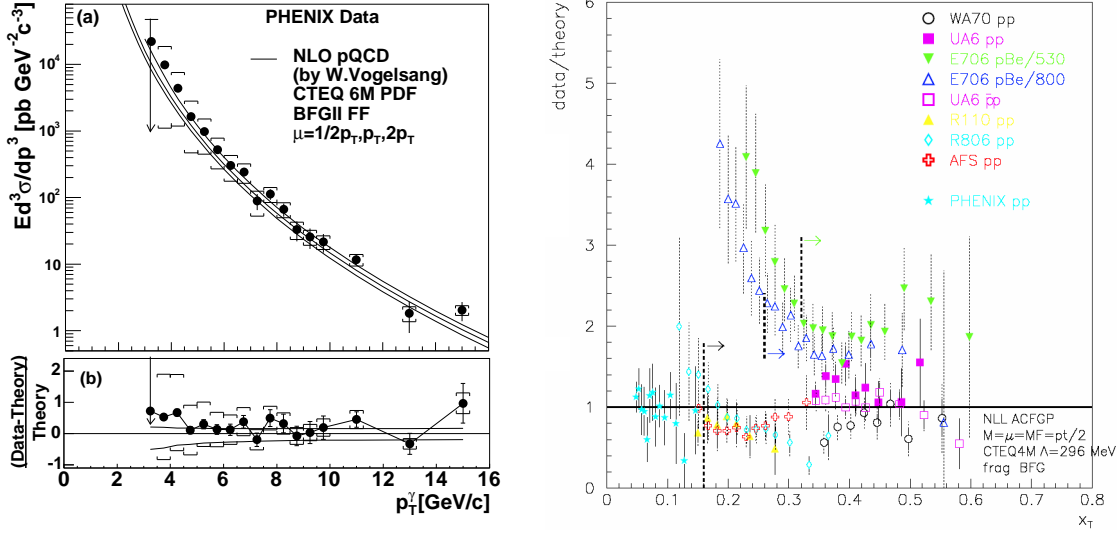 (a)
PHENIX Data
NLO pQCD
(by W.Vogelsang)
CTEQ 6M PDF
BFGII FF
μ=1/2p_T,p_T,2p_T
Ed³σ/dp³ [pb GeV⁻²c⁻³]
10⁴
10³
10²
10
1
(b)
(Data-Theory)
Theory
2
1
0
-1
0 2 4 6 8 10 12 14 16
p_T^γ[GeV/c]
data/theory
6
5
4
3
2
1
0
WA70 pp
UA6 pp
E706 pBe/530
E706 pBe/800
UA6 p̄p
R110 pp
R806 pp
AFS pp
PHENIX pp
NLL ACFGP
M=μ=MF=pt/2
CTEQ4M Λ=296 MeV
frag BFG
0 0.1 0.2 0.3 0.4 0.5 0.6 0.7 0.8
x_T